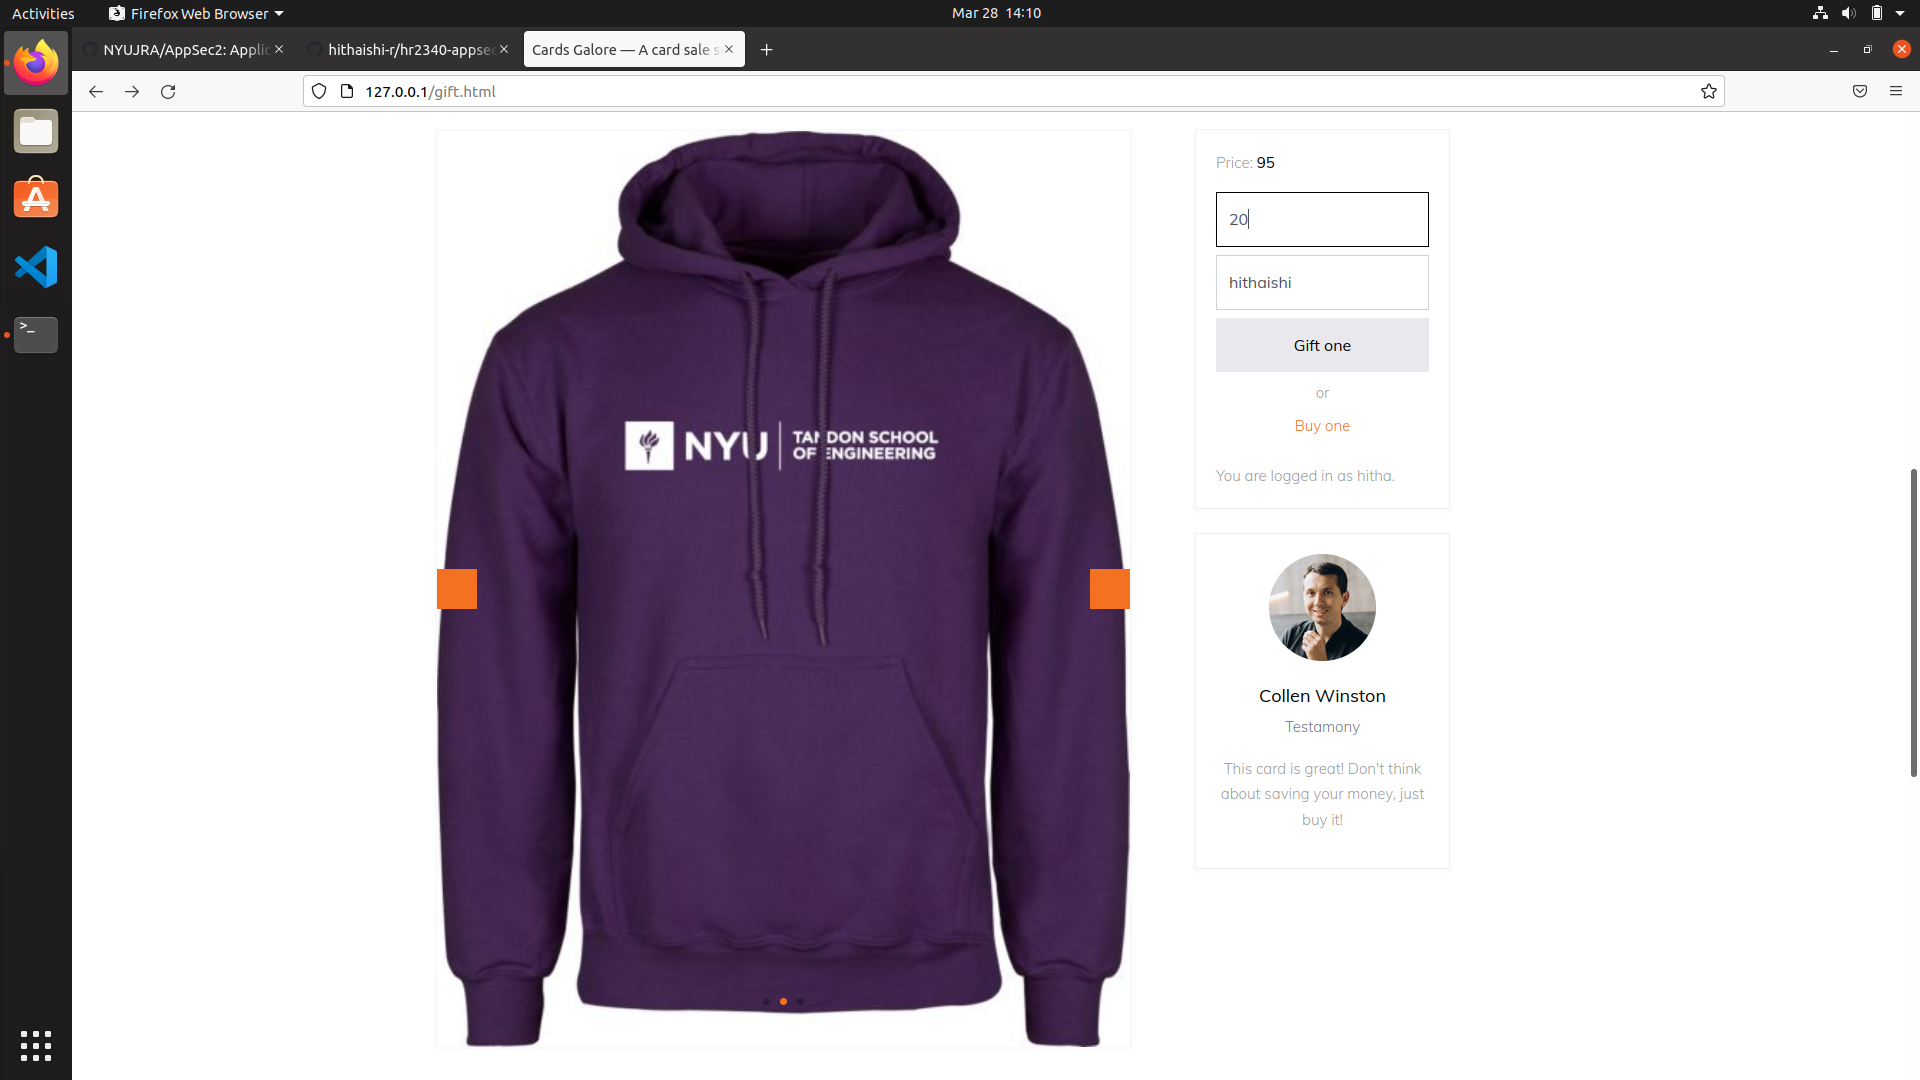 Activities
Firefox Web Browser
Mar 28 14:10
NYUJRA/AppSec2: Applic
hithaishi-r/hr2340-appsec
Cards Galore — A card sale s
127.0.0.1/gift.html
Price: 95
20
hithaishi
Gift one
or
Buy one
You are logged in as hitha.
NYU
TANDON SCHOOL
OF ENGINEERING
Collen Winston
Testamony
This card is great! Don't think
about saving your money, just
buy it!